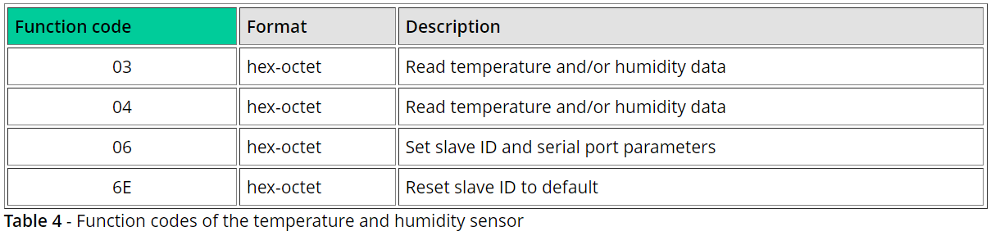 Function code Format Description
03 hex-octet Read temperature and/or humidity data
04 hex-octet Read temperature and/or humidity data
06 hex-octet Set slave ID and serial port parameters
6E hex-octet Reset slave ID to default
Table 4 - Function codes of the temperature and humidity sensor